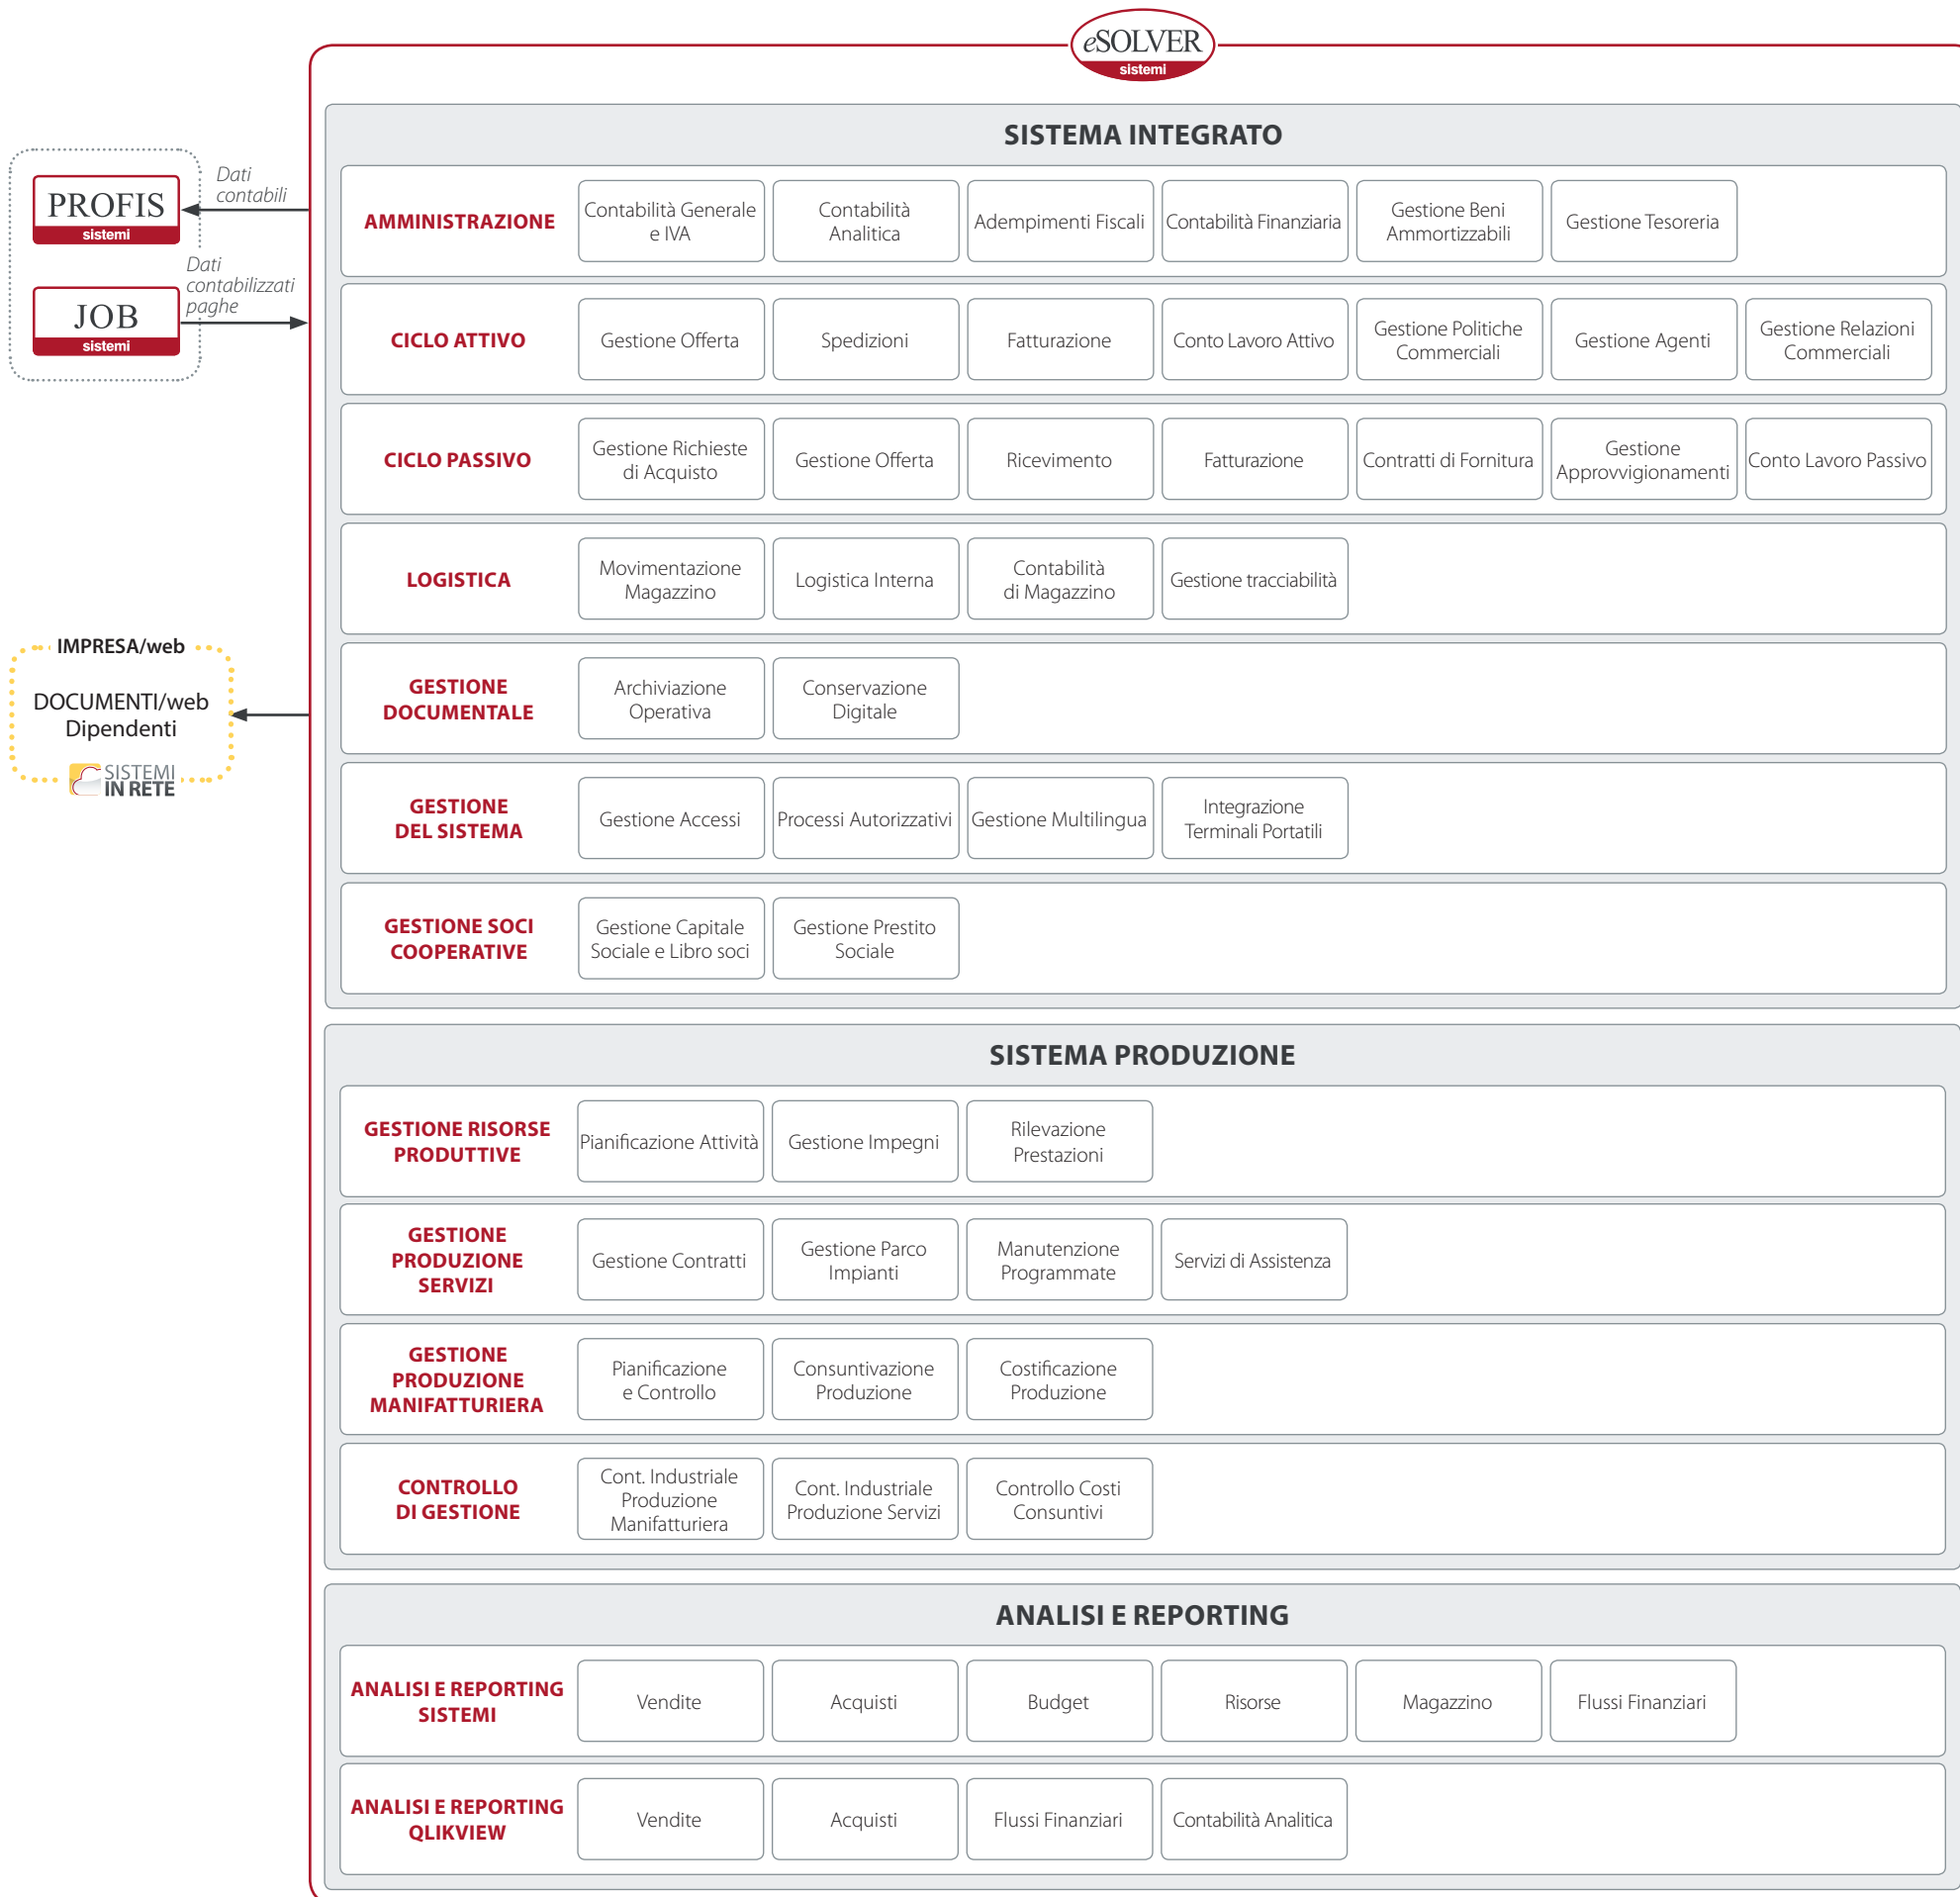 eSOLVER
sistemi
SISTEMA INTEGRATO
PROFIS
sistemi
Dati
contabili
JOB
sistemi
Dati
contabilizzati
paghe
IMPRESA/web
DOCUMENTI/web
Dipendenti
SISTEMI
IN RETE
AMMINISTRAZIONE
Contabilità Generale
e IVA
Contabilità
Analitica
Adempimenti Fiscali
Contabilità Finanziaria
Gestione Beni
Ammortizzabili
Gestione Tesoreria
CICLO ATTIVO
Gestione Offerta
Spedizioni
Fatturazione
Conto Lavoro Attivo
Gestione Politiche
Commerciali
Gestione Agenti
Gestione Relazioni
Commerciali
CICLO PASSIVO
Gestione Richieste
di Acquisto
Gestione Offerta
Ricevimento
Fatturazione
Contratti di Fornitura
Gestione
Approvvigionamenti
Conto Lavoro Passivo
LOGISTICA
Movimentazione
Magazzino
Logistica Interna
Contabilità
di Magazzino
Gestione tracciabilità
GESTIONE
DOCUMENTALE
Archiviazione
Operativa
Conservazione
Digitale
GESTIONE
DEL SISTEMA
Gestione Accessi
Processi Autorizzativi
Gestione Multilingua
Integrazione
Terminali Portatili
GESTIONE SOCI
COOPERATIVE
Gestione Capitale
Sociale e Libro soci
Gestione Prestito
Sociale
SISTEMA PRODUZIONE
GESTIONE RISORSE
PRODUTTIVE
Pianificazione Attività
Gestione Impegni
Rilevazione
Prestazioni
GESTIONE
PRODUZIONE
SERVIZI
Gestione Contratti
Gestione Parco
Impianti
Manutenzione
Programmate
Servizi di Assistenza
GESTIONE
PRODUZIONE
MANIFATTURIERA
Pianificazione
e Controllo
Consuntivazione
Produzione
Costificazione
Produzione
CONTROLLO
DI GESTIONE
Cont. Industriale
Produzione
Manifatturiera
Cont. Industriale
Produzione Servizi
Controllo Costi
Consuntivi
ANALISI E REPORTING
ANALISI E REPORTING
SISTEMI
Vendite
Acquisti
Budget
Risorse
Magazzino
Flussi Finanziari
ANALISI E REPORTING
QLIKVIEW
Vendite
Acquisti
Flussi Finanziari
Contabilità Analitica